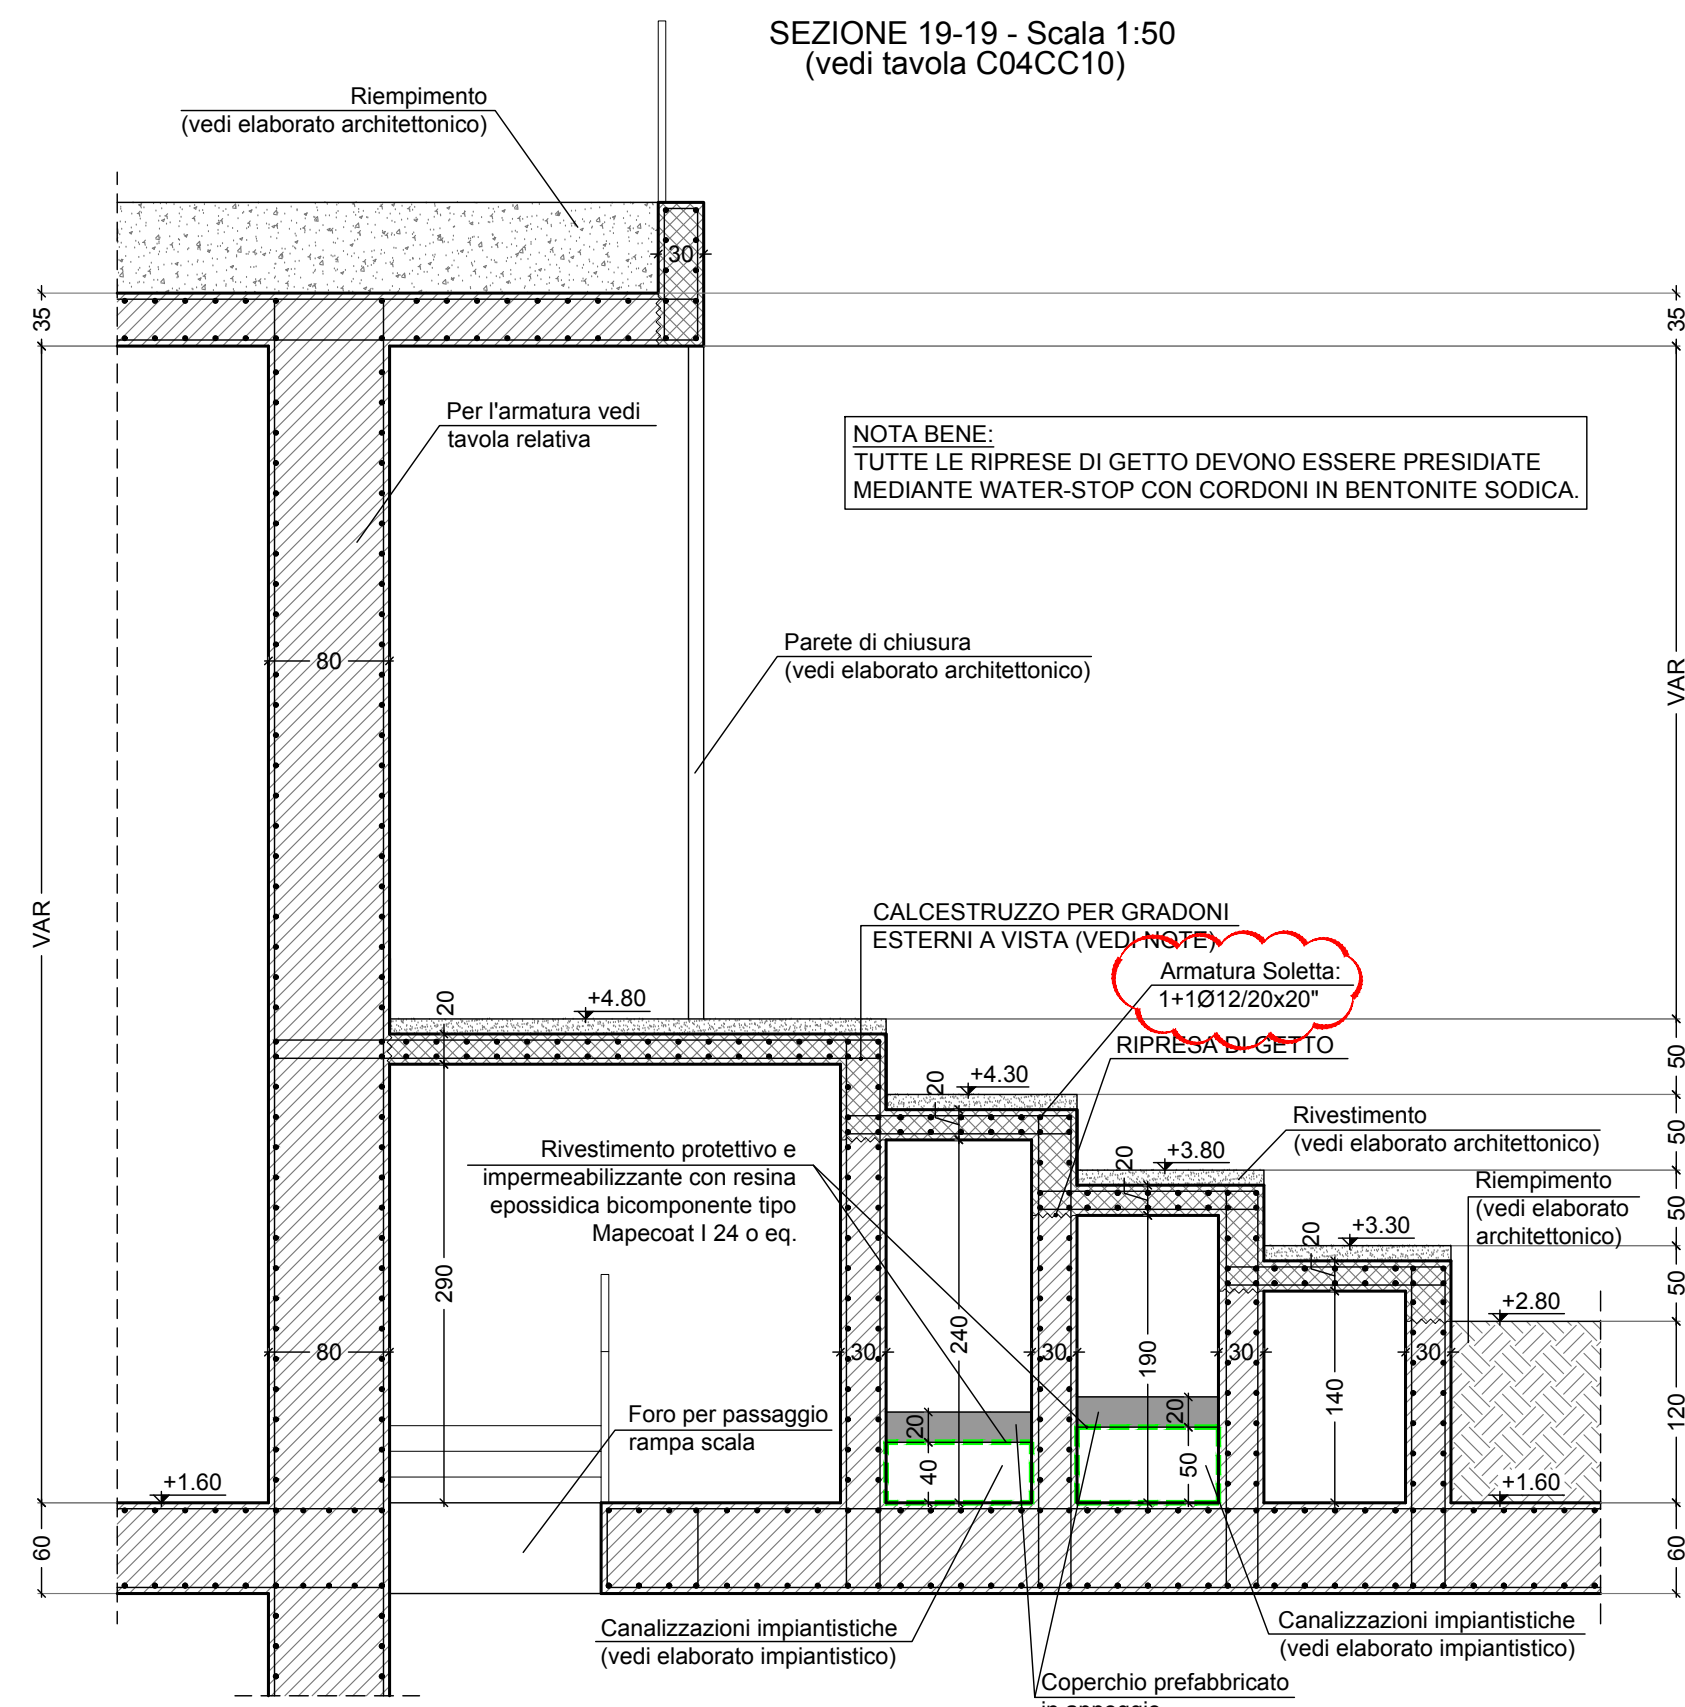 SEZIONE 19-19 - Scala 1:50
(vedi tavola C04CC10)
Riempimento
(vedi elaborato architettonico)
30
35
35
Per l'armatura vedi
tavola relativa
NOTA BENE:
TUTTE LE RIPRESE DI GETTO DEVONO ESSERE PRESIDIATE
MEDIANTE WATER-STOP CON CORDONI IN BENTONITE SODICA.
80
Parete di chiusura
(vedi elaborato architettonico)
VAR
VAR
CALCESTRUZZO PER GRADONI
ESTERNI A VISTA (VEDI NOTE)
Armatura Soletta:
1+1Ø12/20x20"
RIPRESA DI GETTO
20
+4.80
50
20
+4.30
50
Rivestimento
(vedi elaborato architettonico)
20
+3.80
50
Rivestimento protettivo e
impermeabilizzante con resina
epossidica bicomponente tipo
Mapecoat I 24 o eq.
Riempimento
(vedi elaborato
architettonico)
20
+3.30
50
290
240
190
140
+2.80
80
30
30
30
30
120
20
40
20
50
Foro per passaggio
rampa scala
+1.60
+1.60
60
60
Canalizzazioni impiantistiche
(vedi elaborato impiantistico)
Canalizzazioni impiantistiche
(vedi elaborato impiantistico)
Coperchio prefabbricato
in appoggio